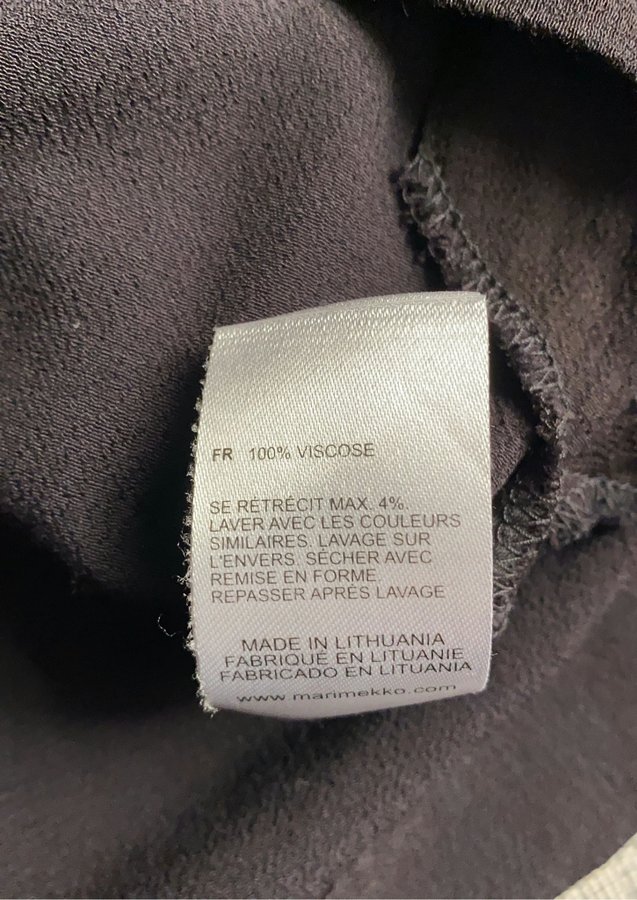 FR 100% VISCOSE
SE RÉTRÉCIT MAX. 4%.
LAVER AVEC LES COULEURS
SIMILAIRES. LAVAGE SUR
L'ENVERS. SÉCHER AVEC
REMISE EN FORME.
REPASSER APRÉS LAVAGE
MADE IN LITHUANIA
FABRIQUÉ EN LITUANIE
FABRICADO EN LITUANIA
www.marimekko.com